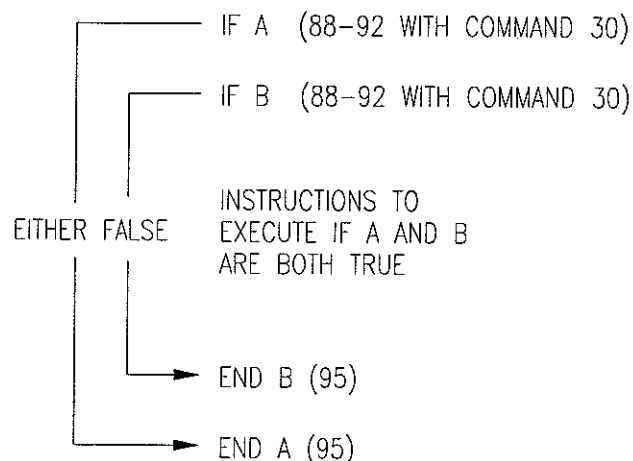 IF A (88-92 WITH COMMAND 30)
IF B (88-92 WITH COMMAND 30)
INSTRUCTIONS TO
EITHER FALSE EXECUTE IF A AND B
ARE BOTH TRUE
END B (95)
END A (95)